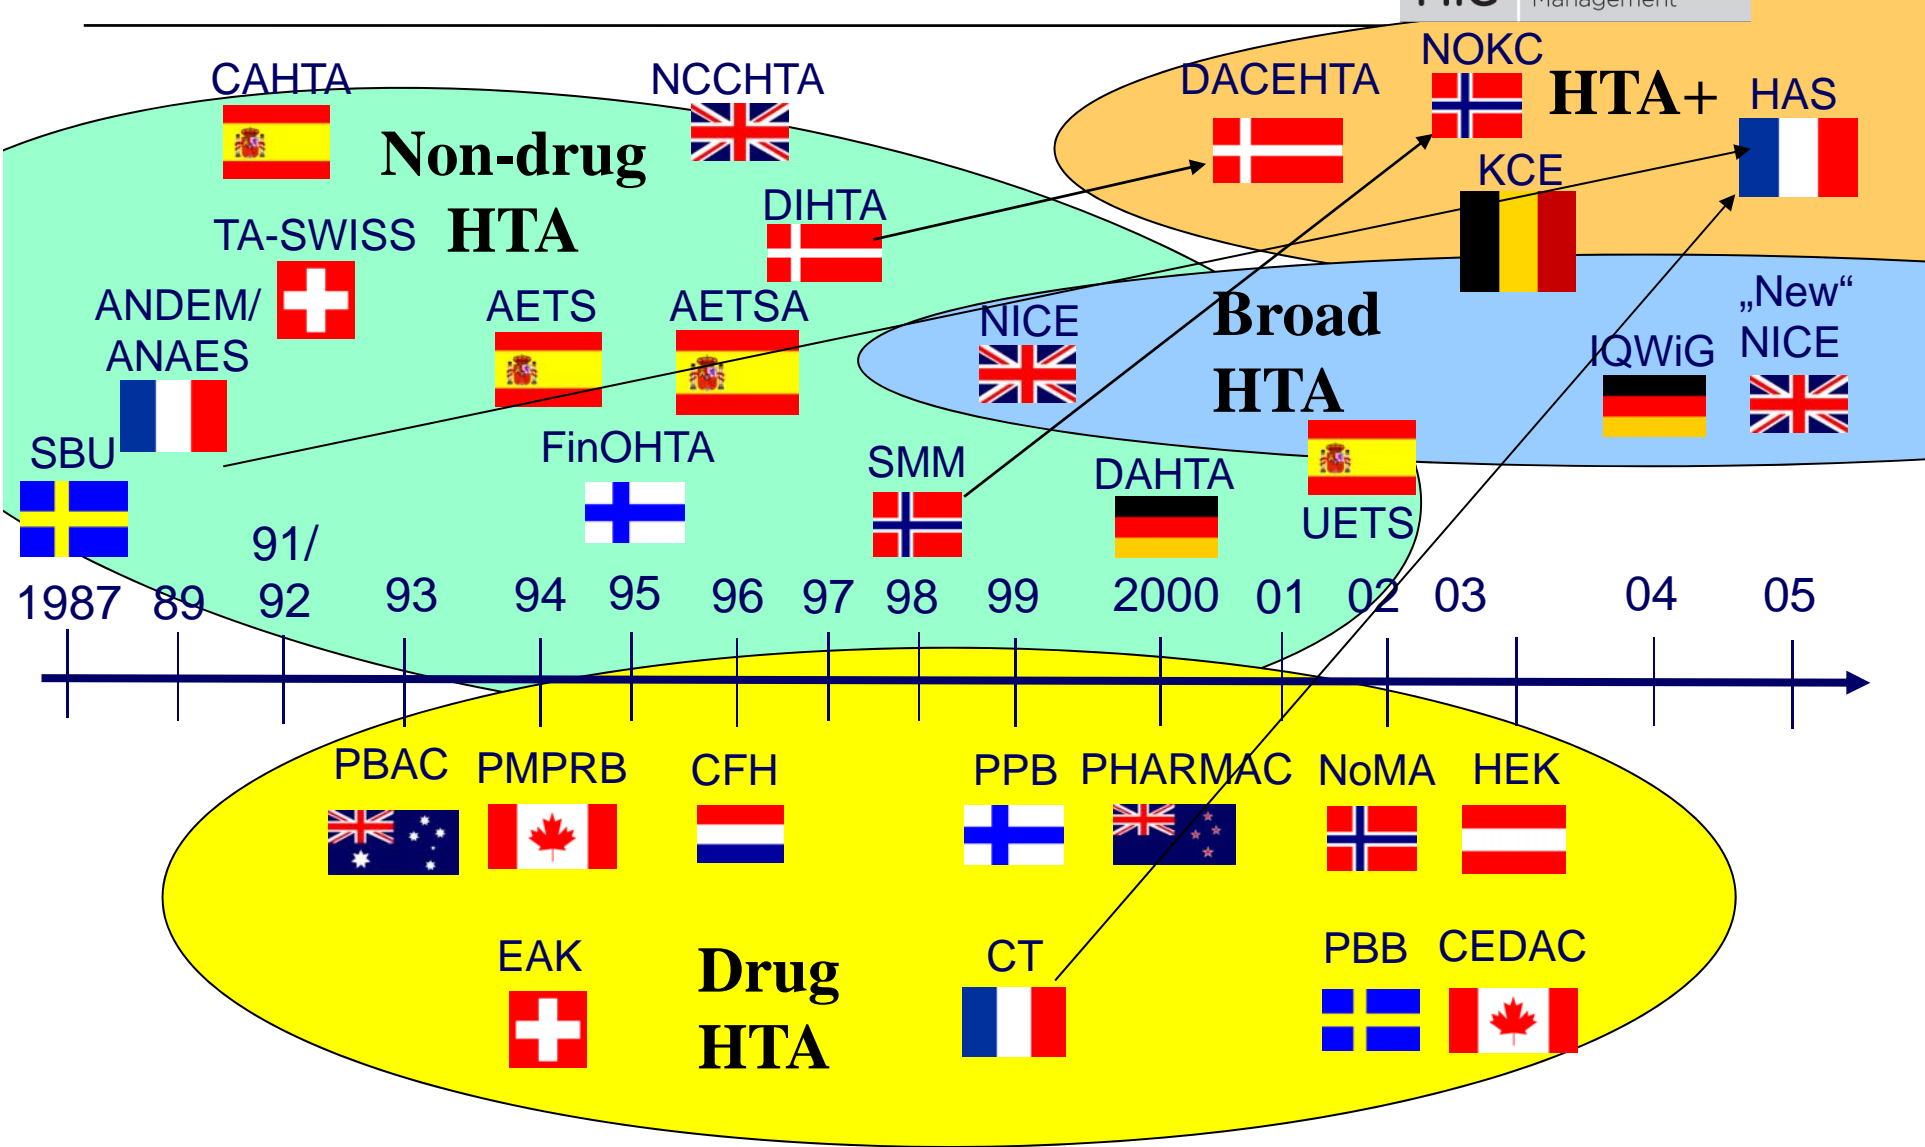 Management
NOKC
CAHTA
NCCHTA
DACEHTA
HTA+
HAS
Non-drug
HTA
KCE
DIHTA
TA-SWISS
ANDEM/
ANAES
AETS
AETSA
NICE
Broad
HTA
„New“
NICE
IQWiG
SBU
FinOHTA
SMM
DAHTA
UETS
1987
89
91/
92
93
94
95
96
97
98
99
2000
01
02
03
04
05
PBAC
PMPRB
CFH
PPB
PHARMAC
NoMA
HEK
EAK
Drug
HTA
CT
PBB
CEDAC